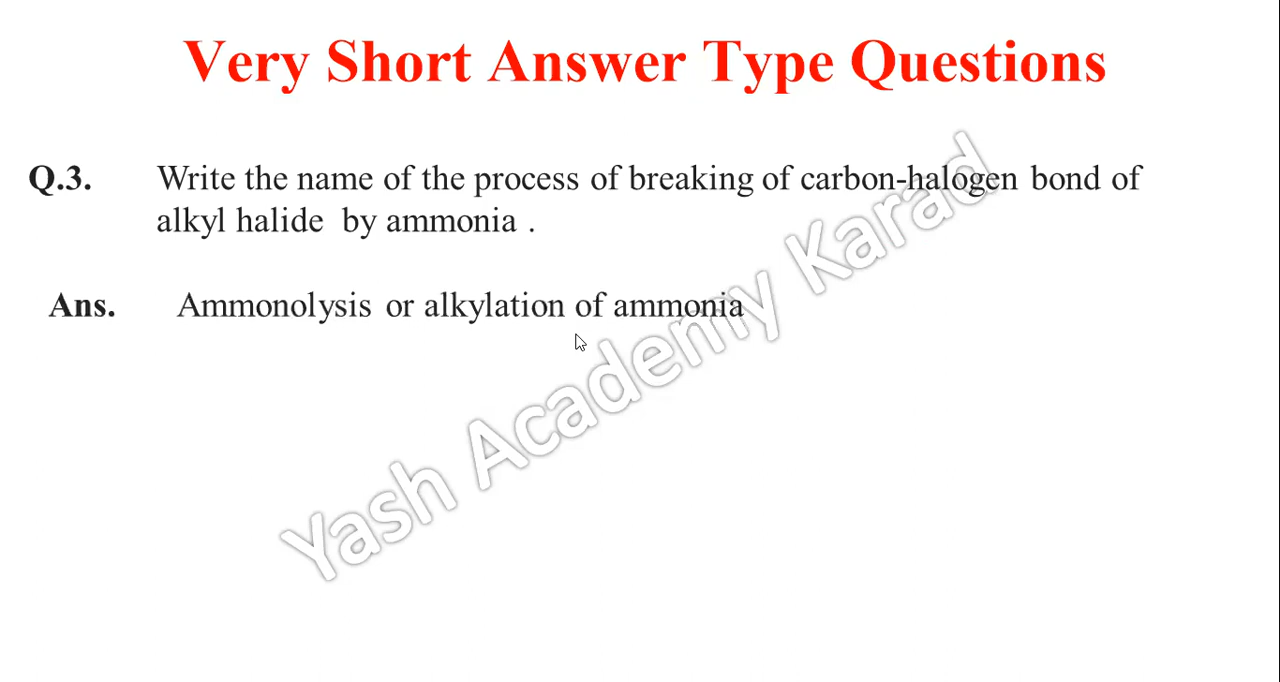 Very Short Answer Type Questions
Q.3. Write the name of the process of breaking of carbon-halogen bond of
alkyl halide by ammonia .
Ans. Ammonolysis or alkylation of ammonia
Yash Academy Karad